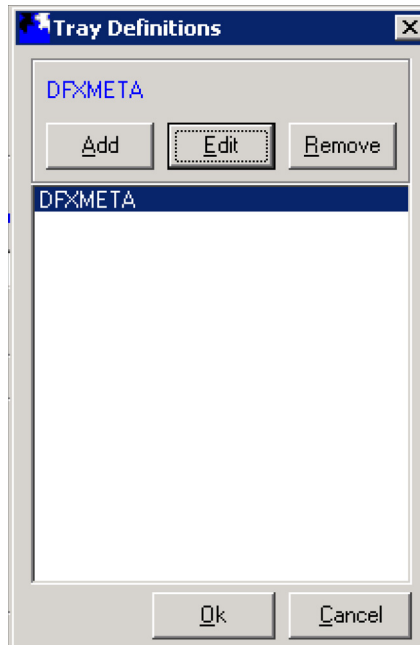 Tray Definitions
DFXMETA
Add Edit Remove
DFXMETA
Ok Cancel